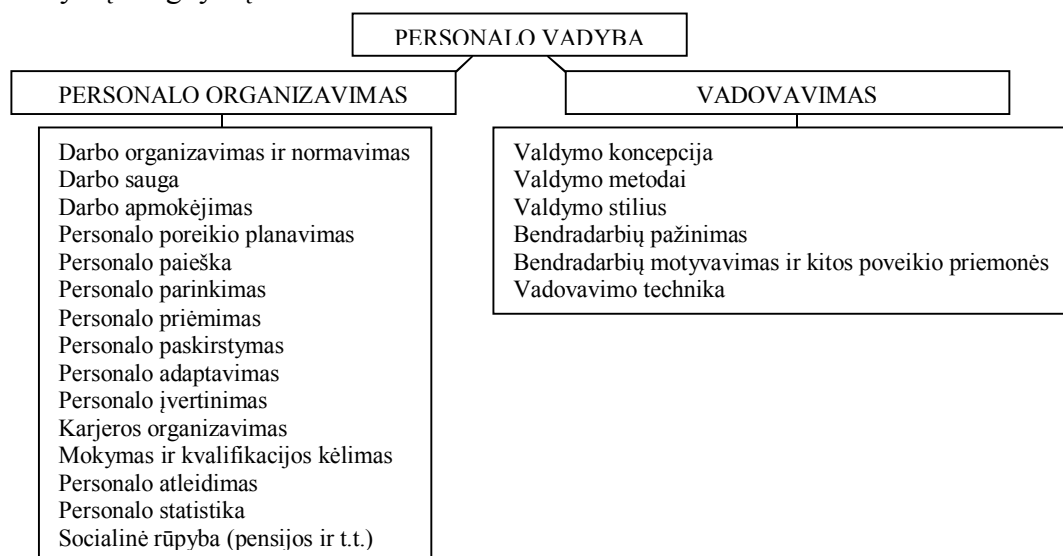 PERSONALO VADYBA
PERSONALO ORGANIZAVIMAS
Darbo organizavimas ir normavimas
Darbo sauga
Darbo apmokėjimas
Personalo poreikio planavimas
Personalo paieška
Personalo parinkimas
Personalo priėmimas
Personalo paskirstymas
Personalo adaptavimas
Personalo įvertinimas
Karjeros organizavimas
Mokymas ir kvalifikacijos kėlimas
Personalo atleidimas
Personalo statistika
Socialinė rūpyba (pensijos ir t.t.)
VADOVAVIMAS
Valdymo koncepcija
Valdymo metodai
Valdymo stilius
Bendradarbių pažinimas
Bendradarbių motyvavimas ir kitos poveikio priemonės
Vadovavimo technika